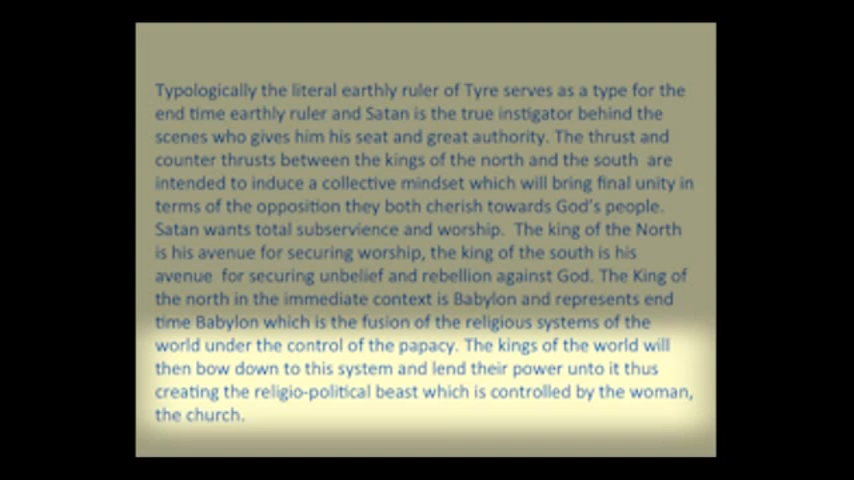 Typologically the literal earthly ruler of Tyre serves as a type for the
end time earthly ruler and Satan is the true instigator behind the
scenes who gives him his seat and great authority. The thrust and
counter thrusts between the kings of the north and the south  are
intended to induce a collective mindset which will bring final unity in
terms of the opposition they both cherish towards God's people.
Satan wants total subservience and worship.  The king of the North
is his avenue for securing worship, the king of the south is his
avenue  for securing unbelief and rebellion against God. The King of
the north in the immediate context is Babylon and represents end
time Babylon which is the fusion of the religious systems of the
world under the control of the papacy. The kings of the world will
then bow down to this system and lend their power unto it thus
creating the religio-political beast which is controlled by the woman,
the church.